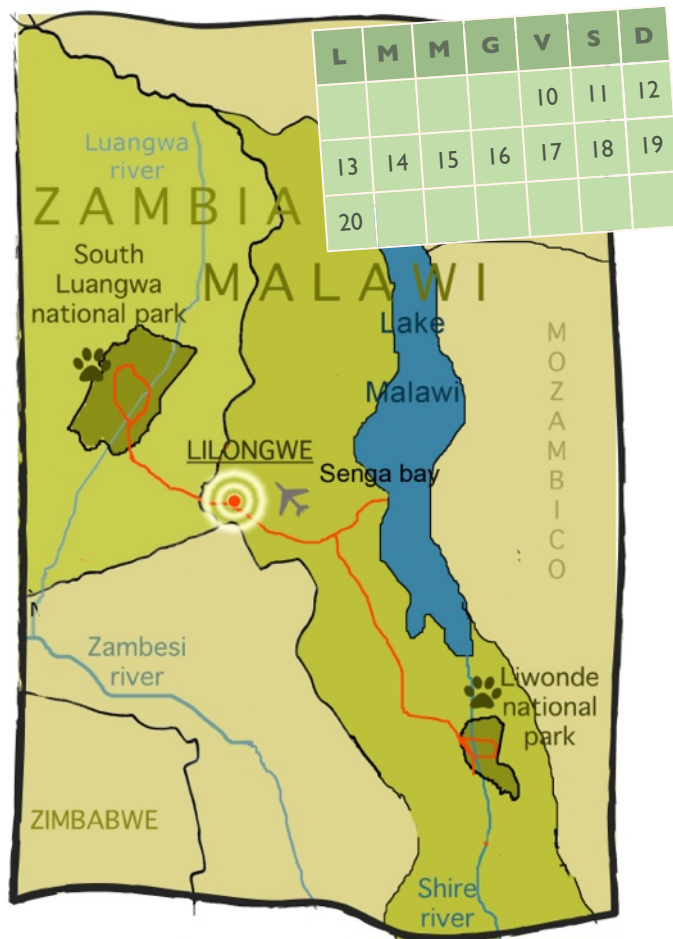 L M M G V S D
10 11 12
13 14 15 16 17 18 19
20
Luangwa
river
ZAMBIA
South
Luangwa
national park
MALAWI
Lake
Malawi
MOZAMBICO
LILONGWE
Senga bay
Zambesi
river
Liwonde
national
park
ZIMBABWE
Shire
river